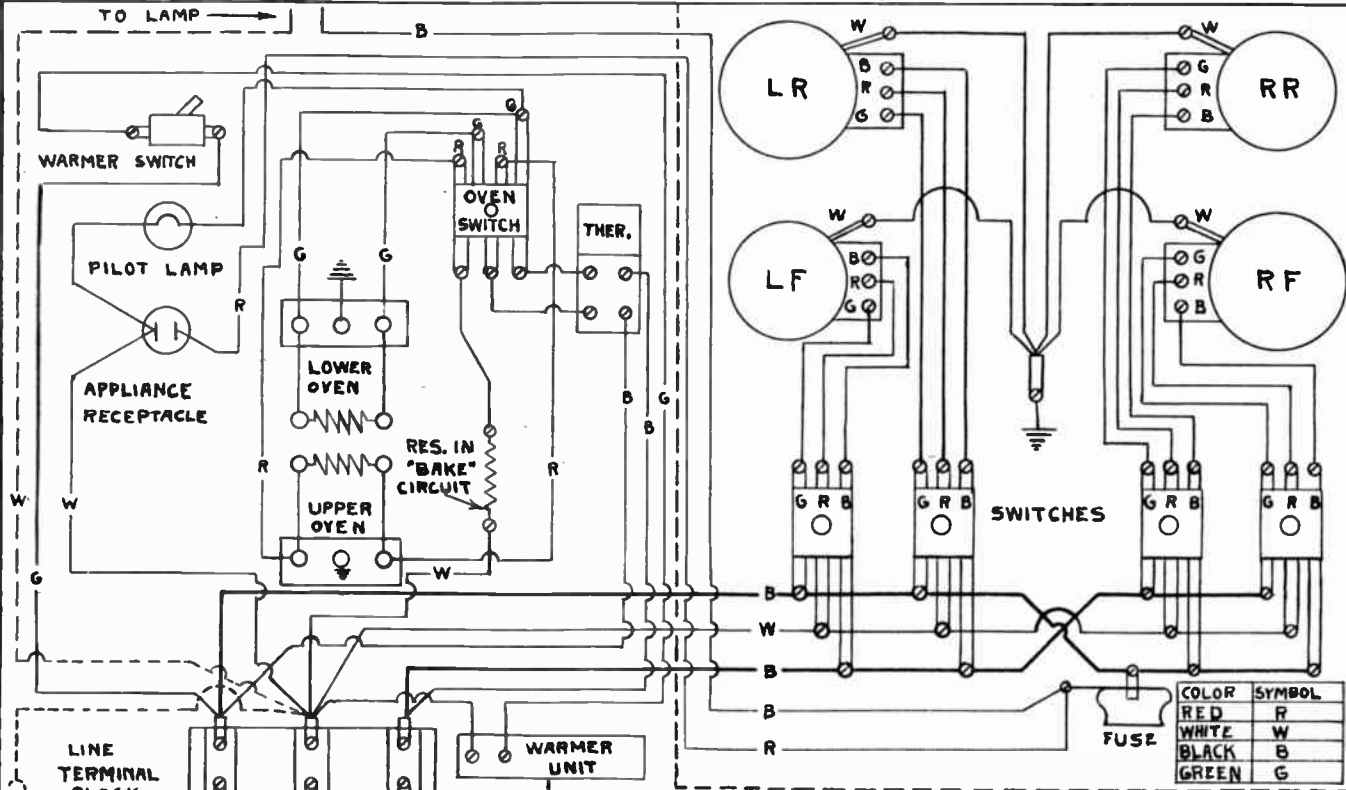 TO LAMP
B
W
W
LR
B
R
G
G
R
B
RR
WARMER SWITCH
G
G
R
R
OVEN
SWITCH
THER.
PILOT LAMP
G
G
R
W
W
LF
B
R
G
G
R
B
RF
APPLIANCE
RECEPTACLE
LOWER
OVEN
B
G
B
RES. IN
"BAKE"
CIRCUIT
R
R
W
W
UPPER
OVEN
G
W
G R B
G R B
SWITCHES
G R B
G R B
B
W
B
B
R
FUSE
COLOR SYMBOL
RED R
WHITE W
BLACK B
GREEN G
LINE
TERMINAL
BLOCK
WARMER
UNIT